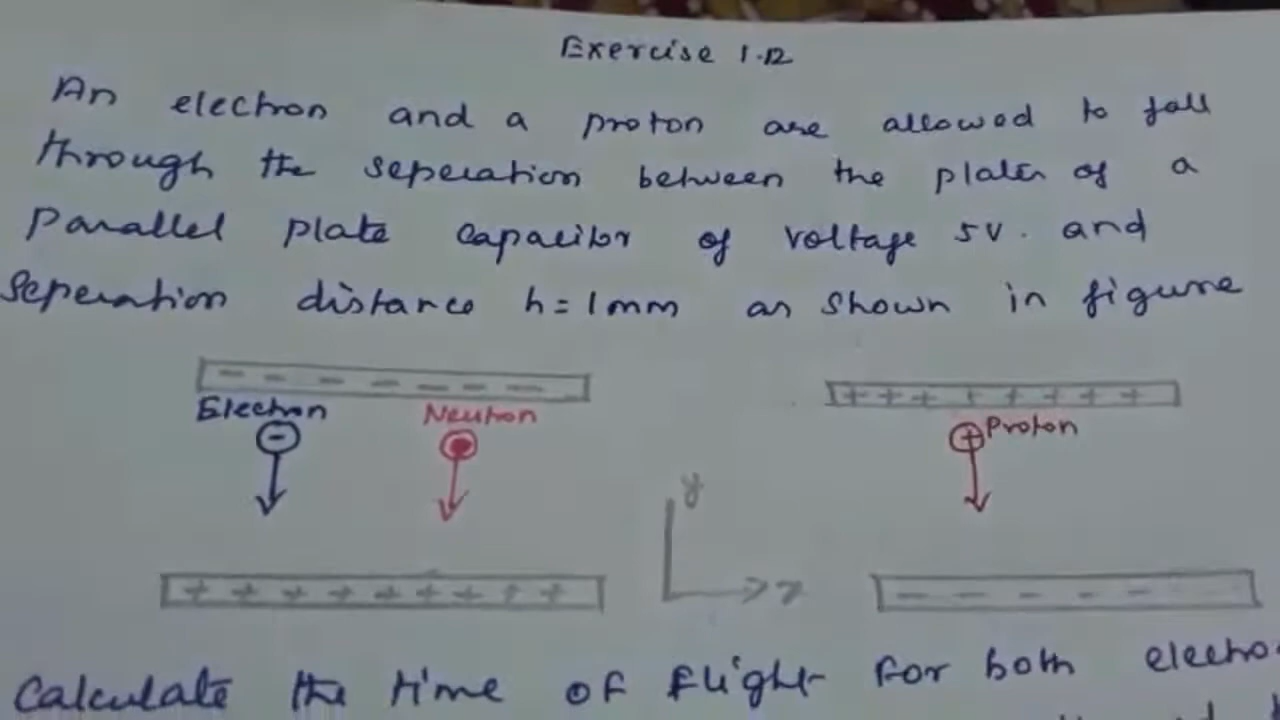 Exercise 1.12
An electron and a proton are allowed to fall
through the seperation between the plates of a
Parallel plate capacitor of voltage 5V. and
Seperation distance h = 1mm as shown in figure
- - - - - - -
+ + + + + + +
Electron
Neutron
Proton
-
+
y
x
+ + + + + + + +
- - - - -
Calculate the time of flight for both electro